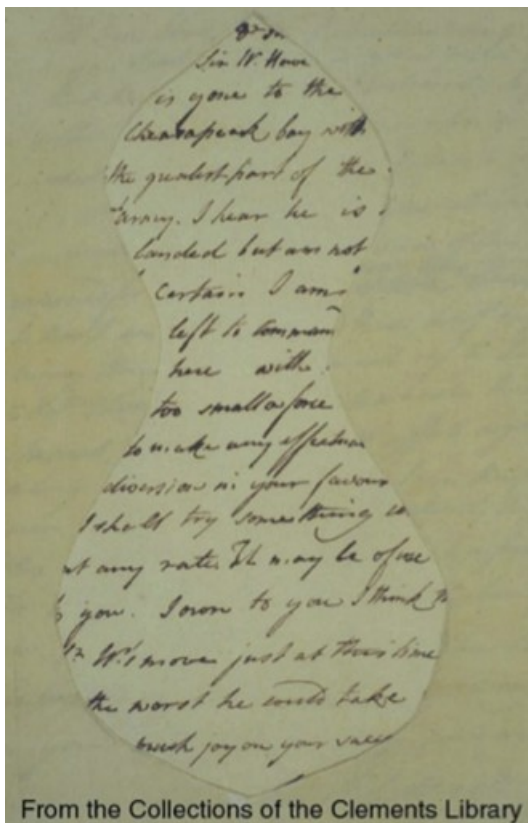 Sir W. Howe
is gone to the
Cheasapeak bay with
the greatest part of the
army. I hear he is
landed but am not
certain I am
left to command
here with
too small a force
to make any effectual
diversion in your favour
I shall try something
at any rate. It may be of use
you. I own to you I think
Sr W's move just at this time
the worst he could take
much joy on your succe
From the Collections of the Clements Library